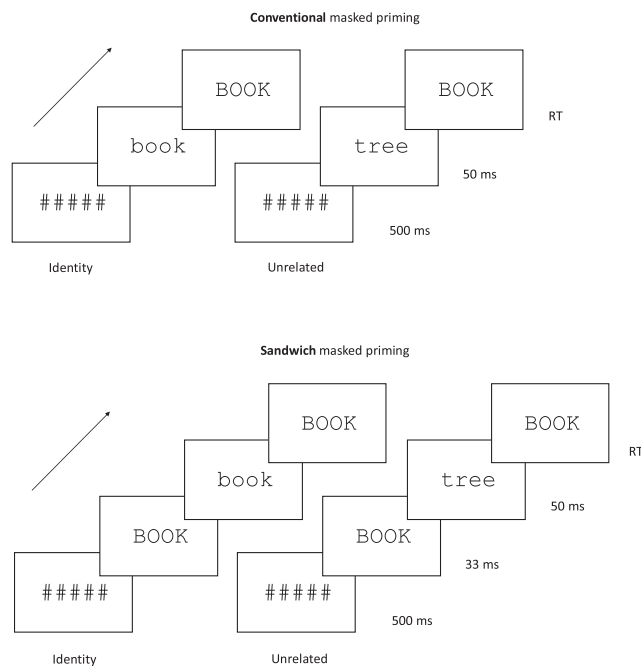 Conventional masked priming
BOOK
BOOK
RT
book
tree
50 ms
#####
#####
500 ms
Identity
Unrelated
Sandwich masked priming
BOOK
BOOK
RT
book
tree
50 ms
BOOK
BOOK
33 ms
#####
#####
500 ms
Identity
Unrelated